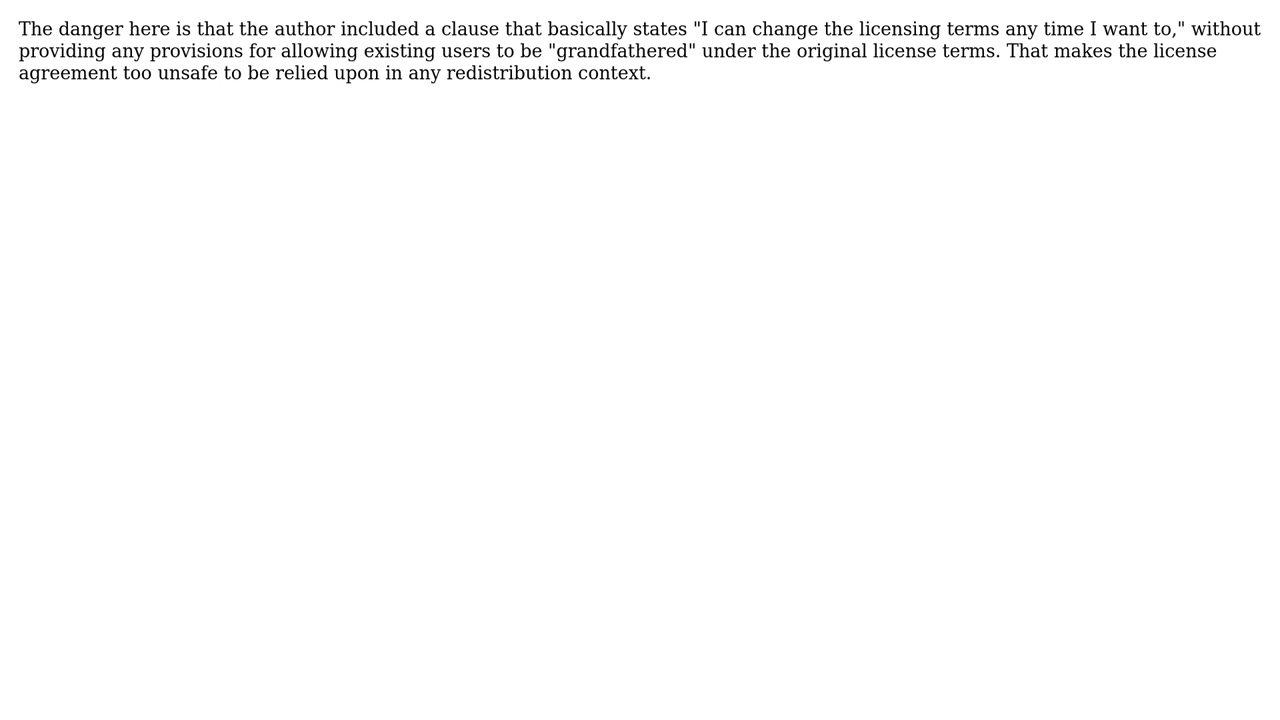 The danger here is that the author included a clause that basically states "I can change the licensing terms any time I want to," without
providing any provisions for allowing existing users to be "grandfathered" under the original license terms. That makes the license
agreement too unsafe to be relied upon in any redistribution context.